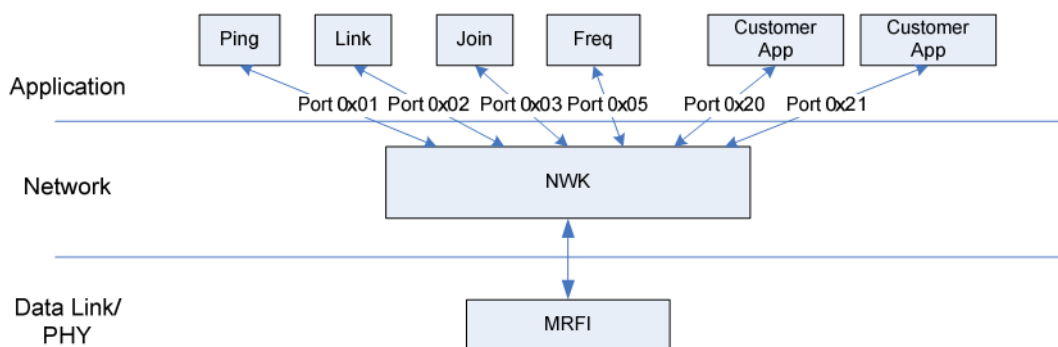 Ping
Link
Join
Freq
Customer
App
Customer
App
Application
Port 0x01
Port 0x02
Port 0x03
Port 0x05
Port 0x20
Port 0x21
Network
NWK
Data Link/
PHY
MRFI